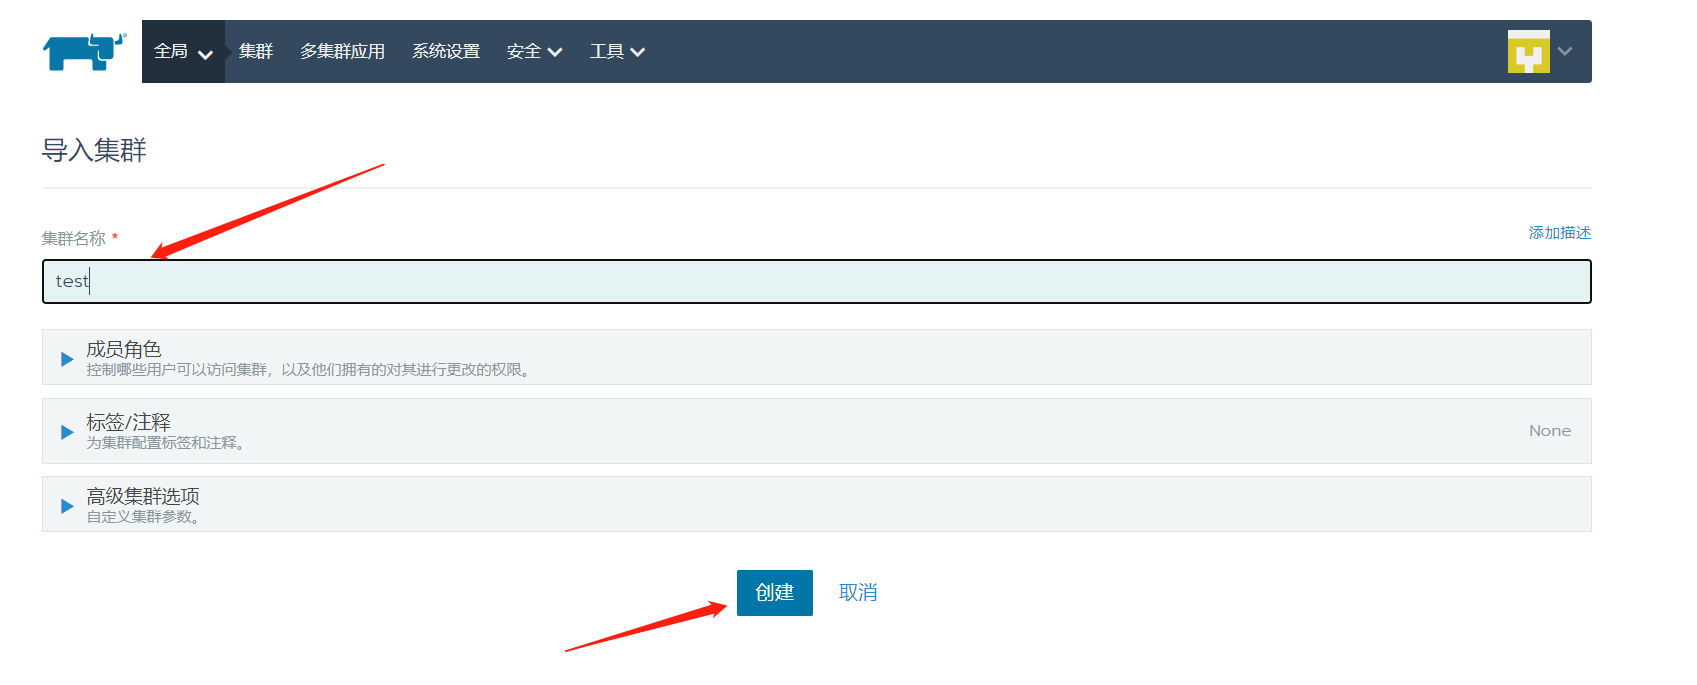 全局 集群 多集群应用 系统设置 安全 工具
导入集群
集群名称 * 添加描述
test
成员角色
控制哪些用户可以访问集群，以及他们拥有的对其进行更改的权限。
标签/注释
为集群配置标签和注释。 None
高级集群选项
自定义集群参数。
创建 取消